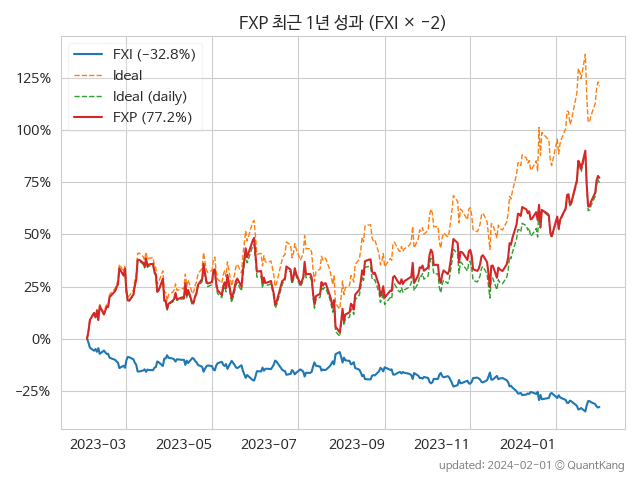 FXP 최근 1년 성과 (FXI × −2)
FXI (−32.8%)
Ideal
Ideal (daily)
FXP (77.2%)
125%
100%
75%
50%
25%
0%
−25%
2023-03
2023-05
2023-07
2023-09
2023-11
2024-01
updated: 2024-02-01 © QuantKang